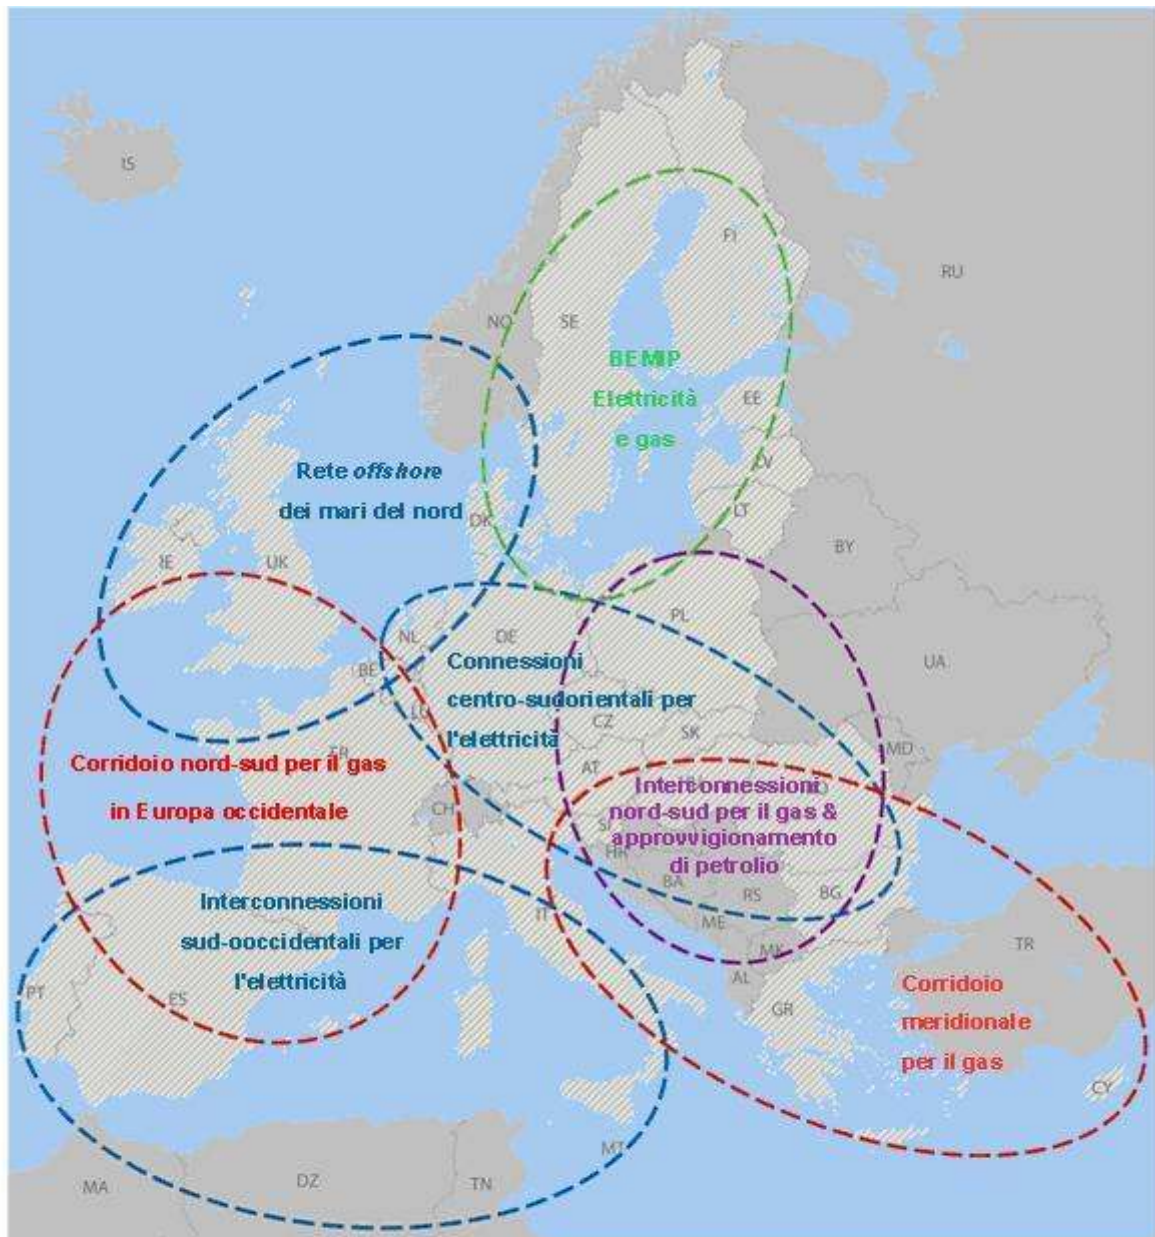 IS
FI
RU
NO
SE
BEMIP
Elettricità
e gas
EE
LV
LT
Rete offshore
dei mari del nord
DK
BY
IE
UK
PL
NL
DE
BE
Connessioni
centro-sudorientali per
l'elettricità
UA
LU
CZ
SK
FR
MD
AT
Corridoio nord-sud per il gas
in Europa occidentale
CH
Interconnessioni
nord-sud per il gas &
approvvigionamento
di petrolio
SI
HR
BA
RS
BG
Interconnessioni
sud-ooccidentali per
l'elettricità
IT
ME
MK
TR
PT
ES
AL
GR
Corridoio
meridionale
per il gas
CY
MT
MA
DZ
TN